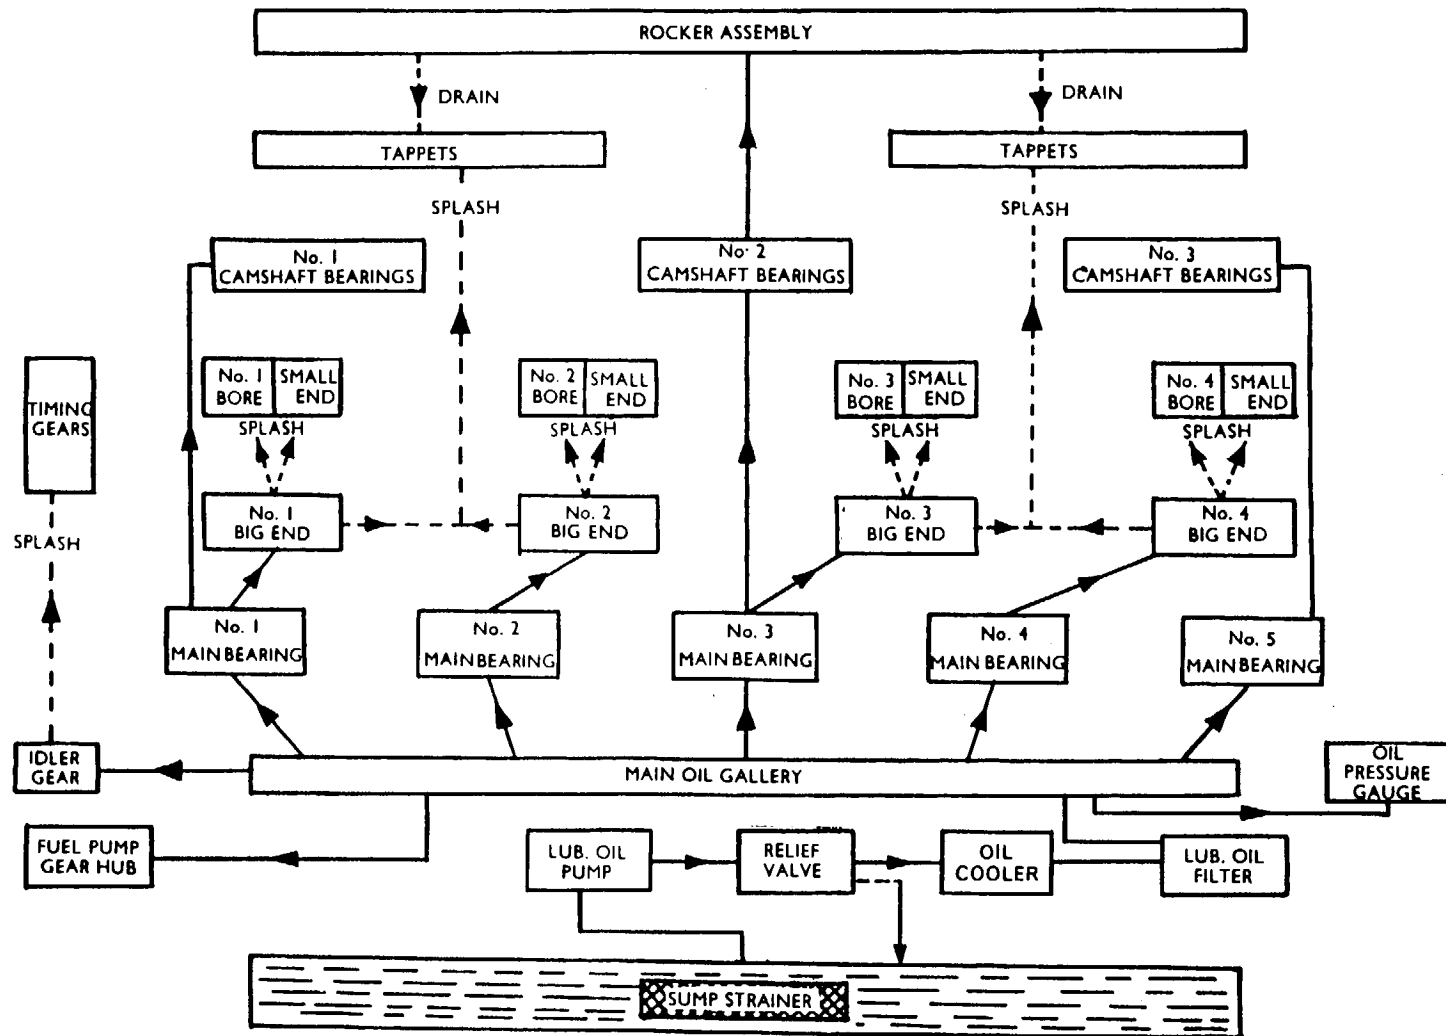 ROCKER ASSEMBLY
DRAIN
DRAIN
TAPPETS
TAPPETS
SPLASH
SPLASH
No. 1
CAMSHAFT BEARINGS
No. 2
CAMSHAFT BEARINGS
No. 3
CAMSHAFT BEARINGS
TIMING
GEARS
No. 1
BORE
SMALL
END
No. 2
BORE
SMALL
END
No. 3
BORE
SMALL
END
No. 4
BORE
SMALL
END
SPLASH
SPLASH
SPLASH
SPLASH
No. 1
BIG END
No. 2
BIG END
No. 3
BIG END
No. 4
BIG END
SPLASH
No. 1
MAIN BEARING
No. 2
MAIN BEARING
No. 3
MAIN BEARING
No. 4
MAIN BEARING
No. 5
MAIN BEARING
IDLER
GEAR
MAIN OIL GALLERY
OIL
PRESSURE
GAUGE
FUEL PUMP
GEAR HUB
LUB. OIL
PUMP
RELIEF
VALVE
OIL
COOLER
LUB. OIL
FILTER
SUMP STRAINER